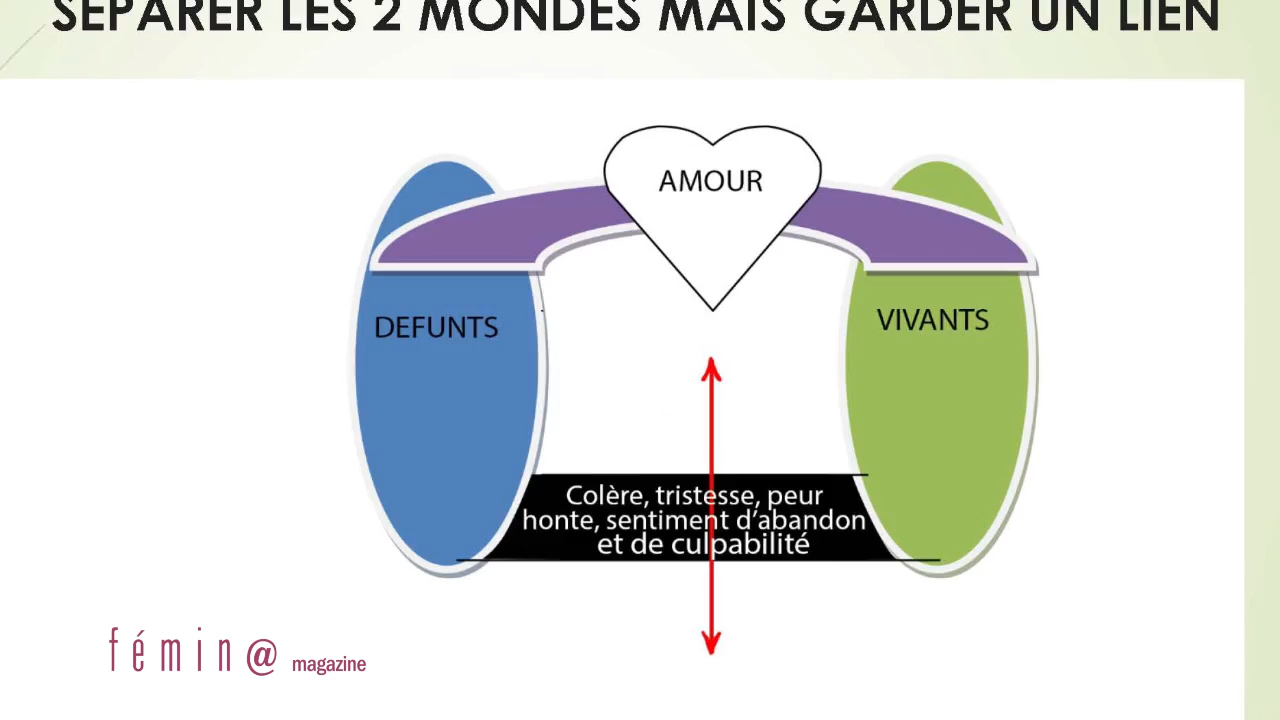 SEPARER LES 2 MONDES MAIS GARDER UN LIEN
AMOUR
DEFUNTS
VIVANTS
Colère, tristesse, peur
honte, sentiment d'abandon
et de culpabilité
fémin@ magazine